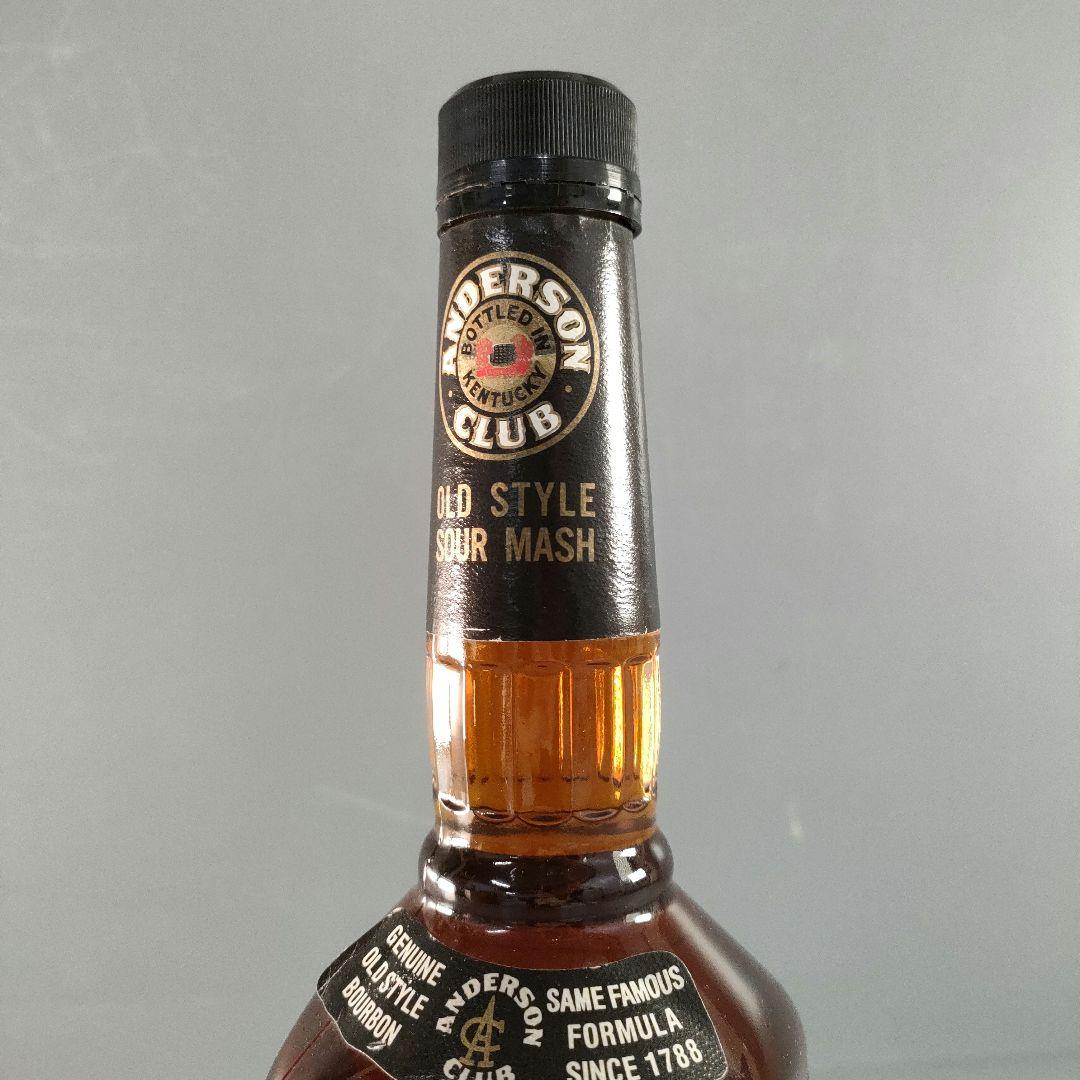 ANDERSON
BOTTLED IN
KENTUCKY
CLUB
OLD STYLE
SOUR MASH
GENUINE
OLD STYLE
BOURBON
ANDERSON
AC
CLUB
SAME FAMOUS
FORMULA
SINCE 1788